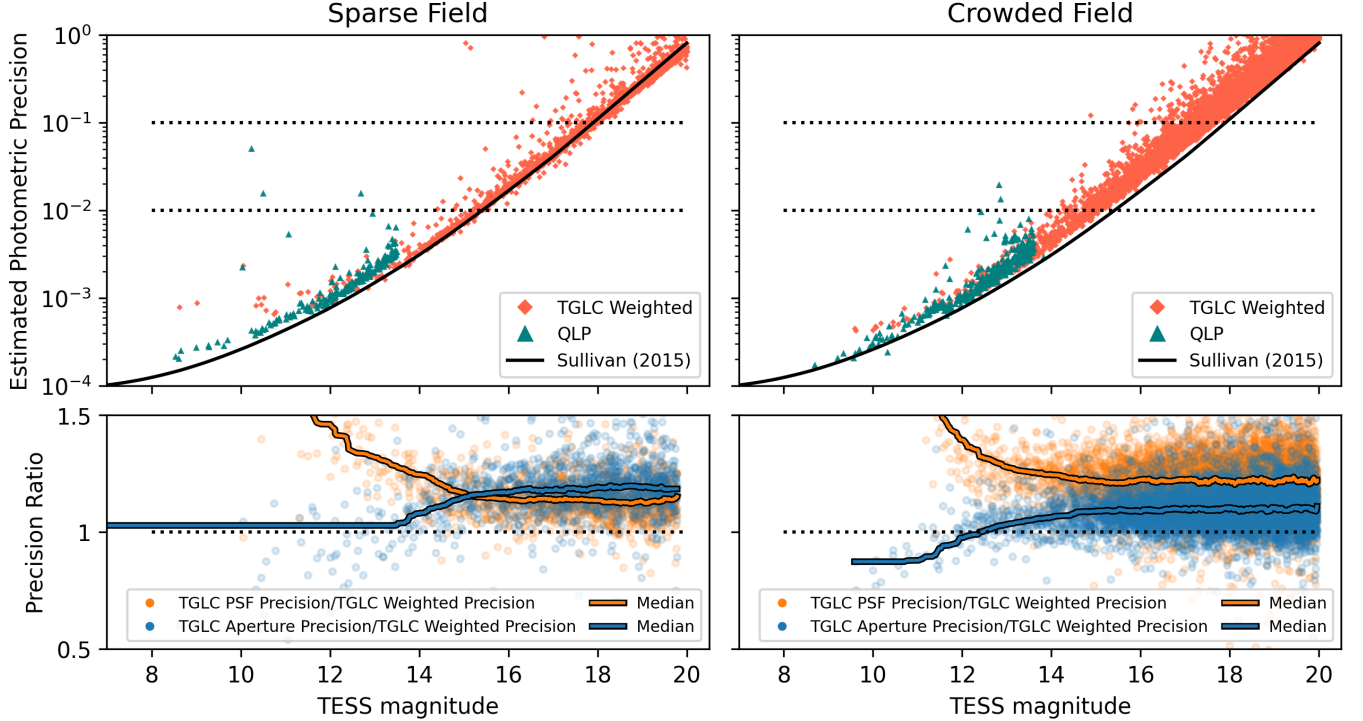 Sparse Field
Crowded Field
Estimated Photometric Precision
10⁰
10⁻¹
10⁻²
10⁻³
10⁻⁴
TGLC Weighted
QLP
Sullivan (2015)
TGLC Weighted
QLP
Sullivan (2015)
Precision Ratio
1.5
1
0.5
TGLC PSF Precision/TGLC Weighted Precision Median
TGLC Aperture Precision/TGLC Weighted Precision Median
TGLC PSF Precision/TGLC Weighted Precision Median
TGLC Aperture Precision/TGLC Weighted Precision Median
8 10 12 14 16 18 20
8 10 12 14 16 18 20
TESS magnitude
TESS magnitude